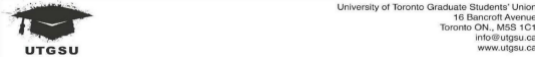 UTGSU
University of Toronto Graduate Students' Union
16 Bancroft Avenue
Toronto ON., M5S 1C1
info@utgsu.ca
www.utgsu.ca